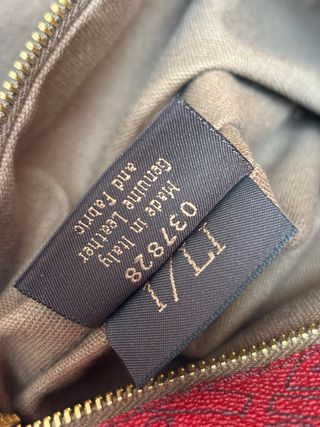 037828
Made in Italy
Genuine Leather
and Fabric